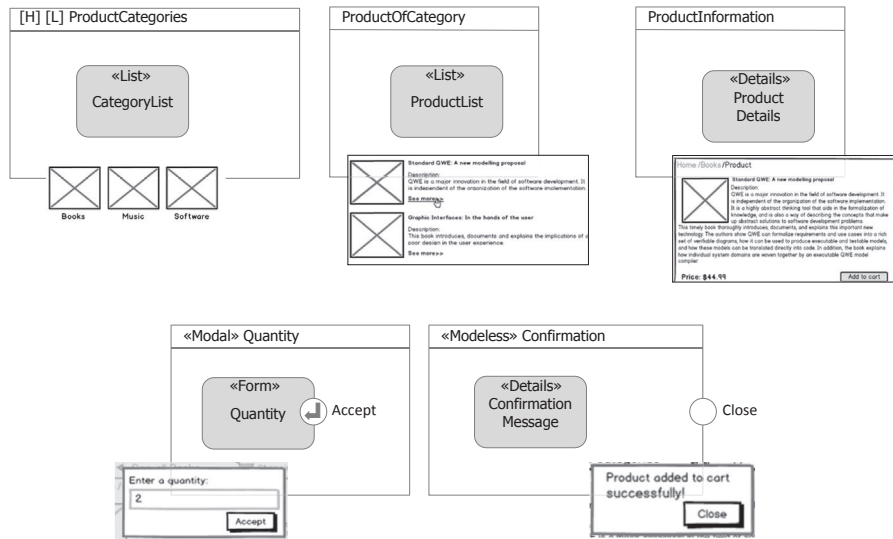 [H] [L] ProductCategories
«List»
CategoryList
Books
Music
Software
ProductOfCategory
«List»
ProductList
Standard QWE: A new modelling proposal
Description:
QWE is a major innovation in the field of software development. It
is independent of the organization of the software implementation.
See more>>
Graphic Interfaces: In the hands of the user
Description:
This book introduces, documents and explains the implications of a
poor design in the user experience.
See more>>
ProductInformation
«Details»
Product
Details
Home /Books/Product
Standard QWE: A new modelling proposal
Description:
QWE is a major innovation in the field of software development. It
is independent of the organization of the software implementation.
It is a highly abstract thinking tool that aids in the formalization of
knowledge, and is also a way of describing the concepts that make
up abstract solutions to software development problems.
This timely book thoroughly introduces, documents, and explains this important new
technology. The authors show QWE can formalize requirements and use cases into a rich
set of verifiable diagrams, how it can be used to produce executable and testable models,
and how these models can be translated directly into code. In addition, the book explains
how individual system domains are woven together by an executable QWE model
compiler
Price: $44.99
Add to cart
«Modal» Quantity
«Form»
Quantity
Accept
Enter a quantity:
2
Accept
«Modeless» Confirmation
«Details»
Confirmation
Message
Close
Product added to cart
successfully!
Close